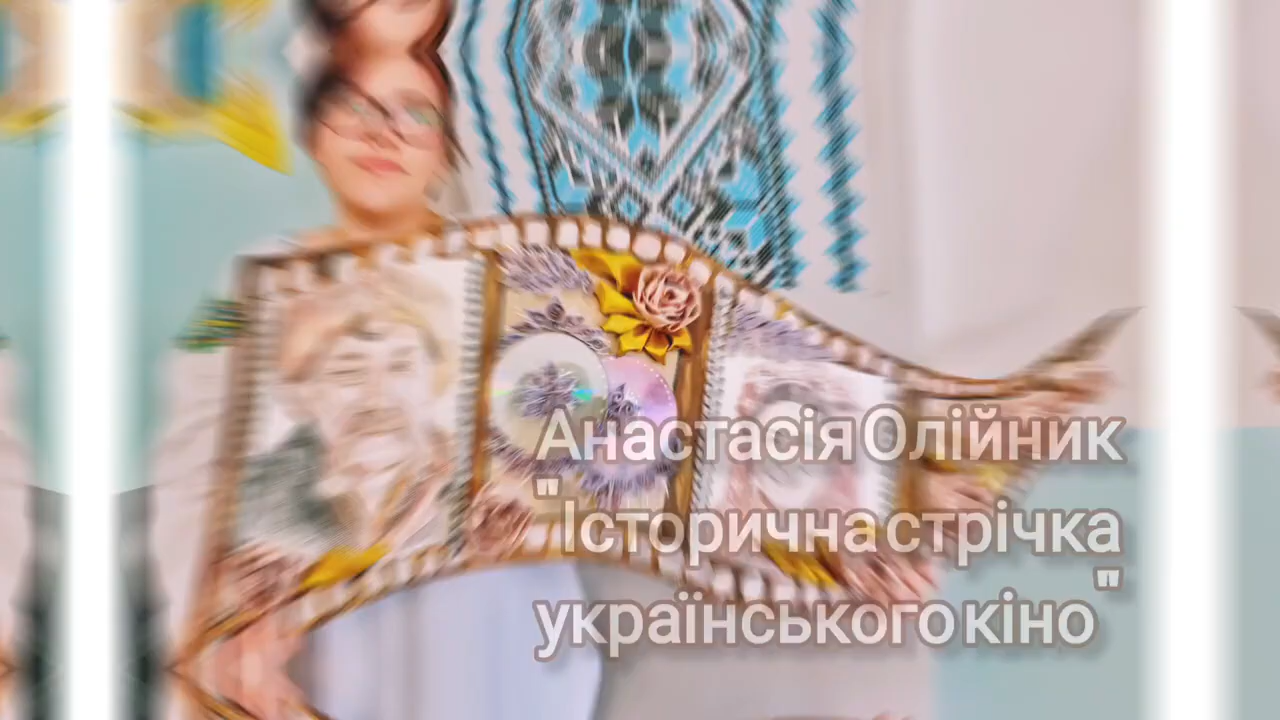 Анастасія Олійник
"Історична стрічка
українського кіно"